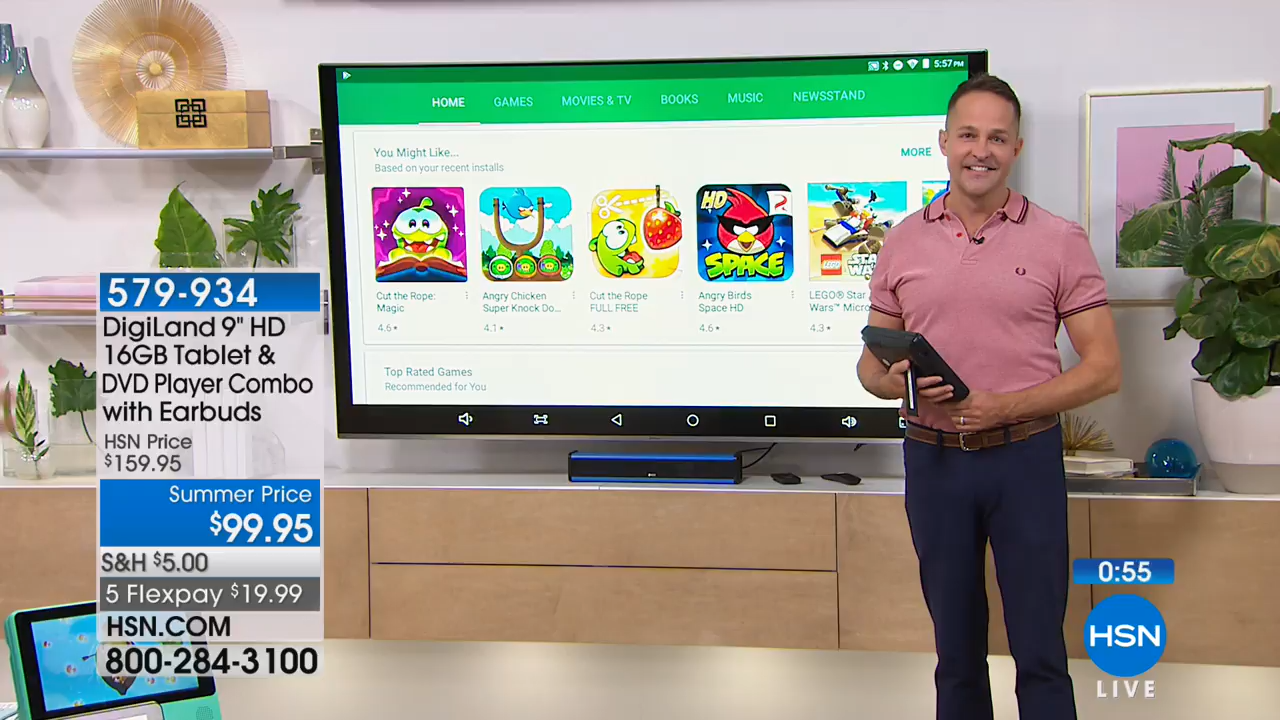 5:57PM
HOME GAMES MOVIES & TV BOOKS MUSIC NEWSSTAND
You Might Like...
Based on your recent installs
MORE
HD
SPACE
LEGO
STAR
Cut the Rope:
Magic
4.6★
Angry Chicken
Super Knock Do...
4.1★
Cut the Rope
FULL FREE
4.3★
Angry Birds
Space HD
4.6★
LEGO® Star
Wars™ Micro
4.3★
Top Rated Games
Recommended for You
579-934
DigiLand 9" HD
16GB Tablet &
DVD Player Combo
with Earbuds
HSN Price
$159.95
Summer Price
$99.95
S&H $5.00
5 Flexpay $19.99
HSN.COM
800-284-3100
0:55
HSN
LIVE